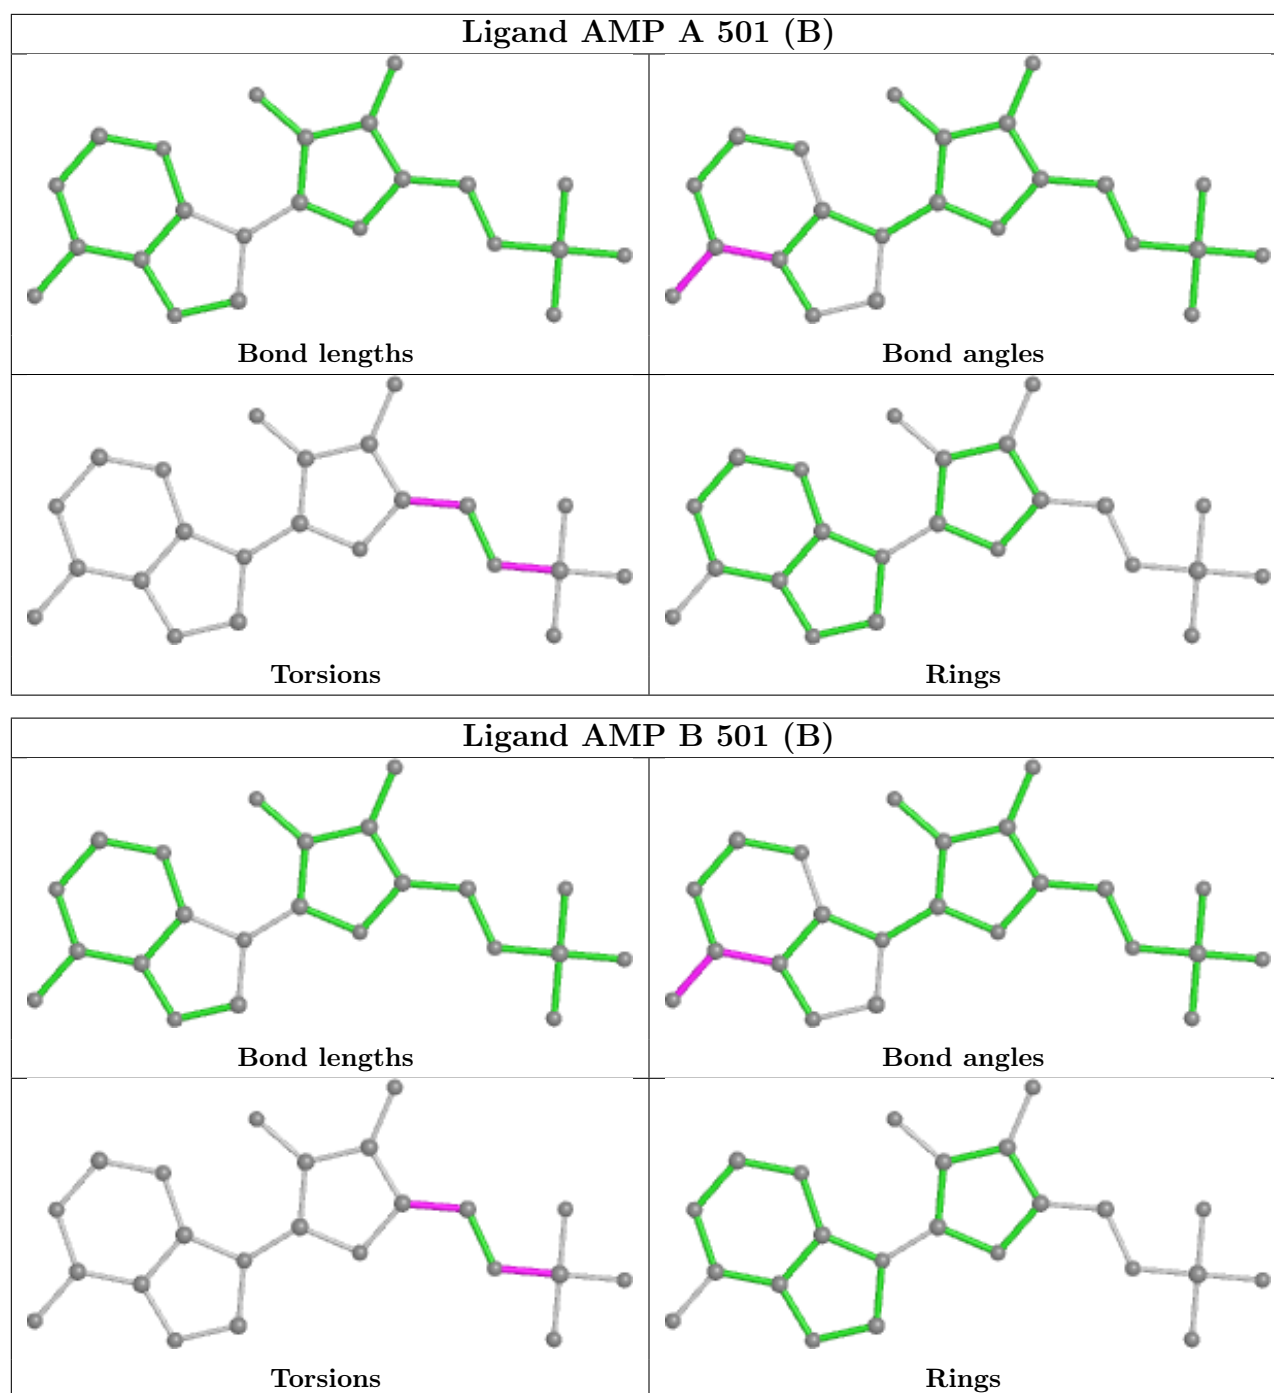 Ligand AMP A 501 (B)
Bond lengths
Bond angles
Torsions
Rings
Ligand AMP B 501 (B)
Bond lengths
Bond angles
Torsions
Rings